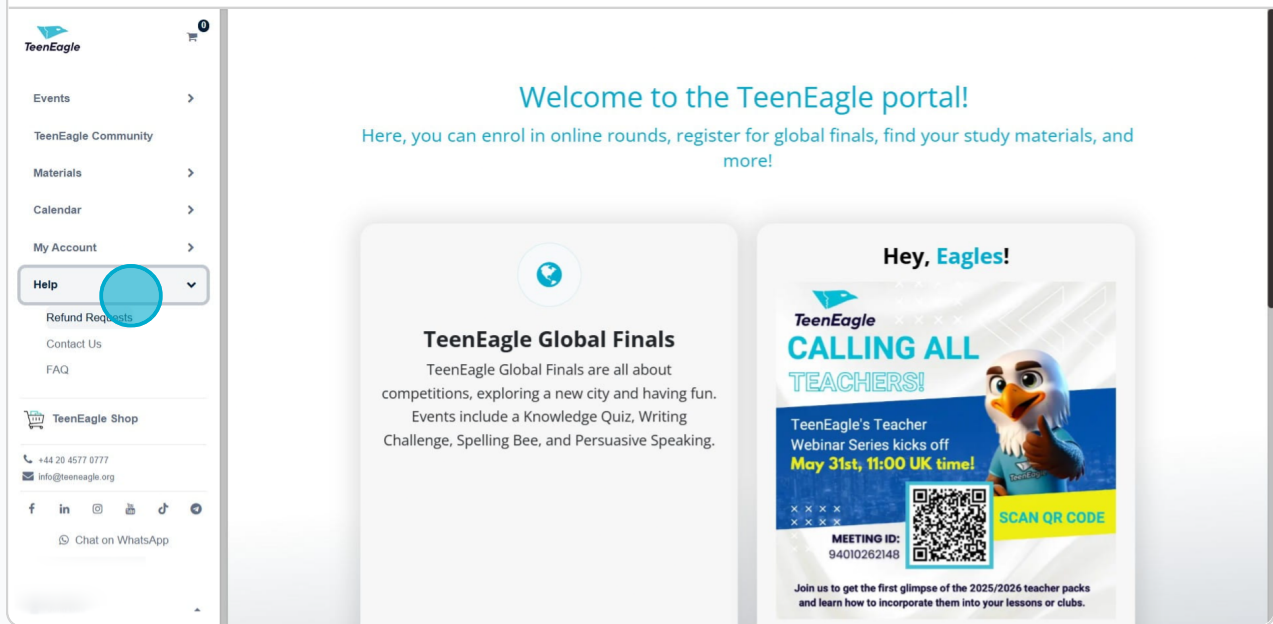 TeenEagle
0
Events
TeenEagle Community
Materials
Calendar
My Account
Help
Refund Requests
Contact Us
FAQ
TeenEagle Shop
+44 20 4577 0777
info@teeneagle.org
Chat on WhatsApp
Welcome to the TeenEagle portal!
Here, you can enrol in online rounds, register for global finals, find your study materials, and
more!
TeenEagle Global Finals
TeenEagle Global Finals are all about
competitions, exploring a new city and having fun.
Events include a Knowledge Quiz, Writing
Challenge, Spelling Bee, and Persuasive Speaking.
Hey, Eagles!
TeenEagle
CALLING ALL
TEACHERS!
TeenEagle's Teacher
Webinar Series kicks off
May 31st, 11:00 UK time!
TeenEagle
SCAN QR CODE
MEETING ID:
94010262148
Join us to get the first glimpse of the 2025/2026 teacher packs
and learn how to incorporate them into your lessons or clubs.